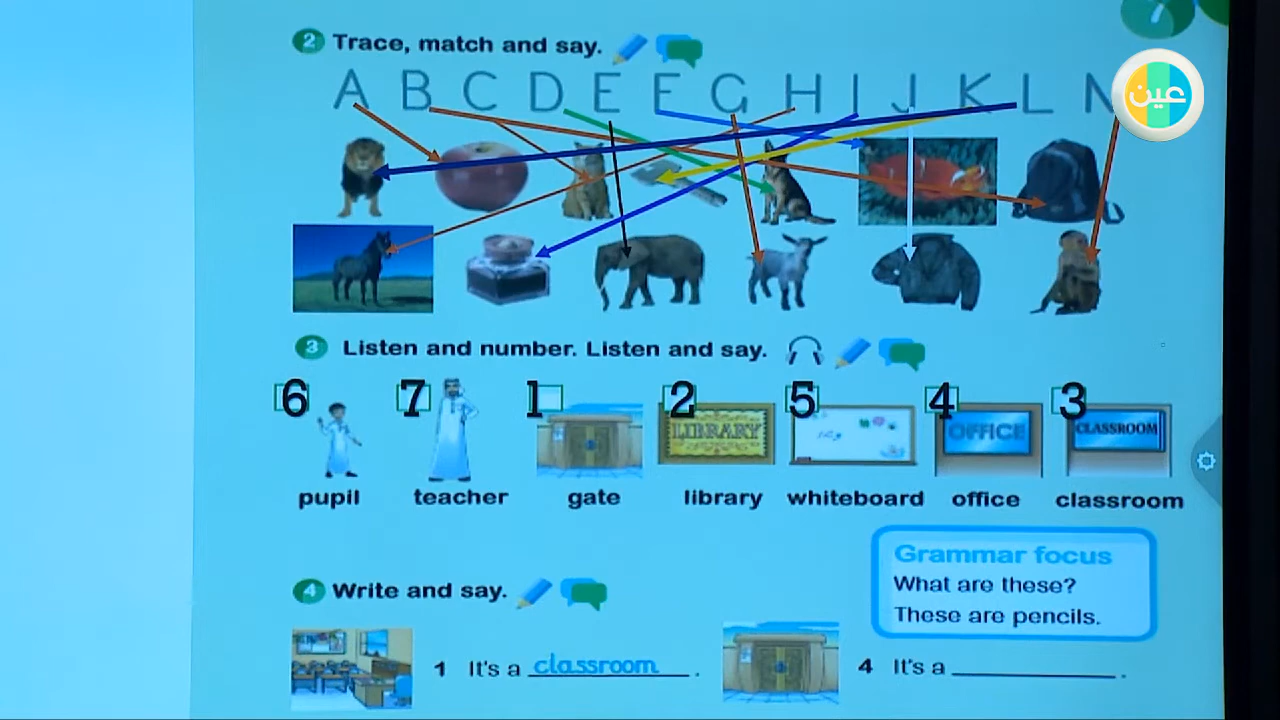 7
عين
2 Trace, match and say.
A B C D E F G H I J K L M
3 Listen and number. Listen and say.
6 7 1 2 5 4 3
LIBRARY OFFICE CLASSROOM
pupil teacher gate library whiteboard office classroom
Grammar focus
What are these?
These are pencils.
4 Write and say.
1 It's a classroom.
4 It's a ____________.